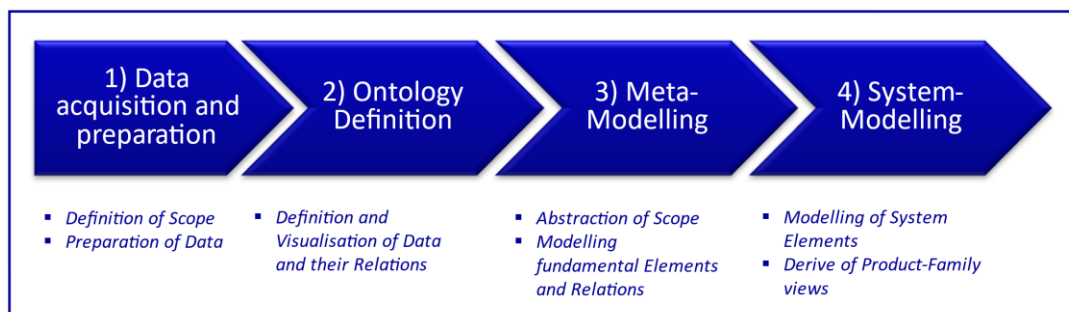 1) Data
acquisition and
preparation
2) Ontology
Definition
3) Meta-
Modelling
4) System-
Modelling
▪ Definition of Scope
▪ Preparation of Data
▪ Definition and
Visualisation of Data
and their Relations
▪ Abstraction of Scope
▪ Modelling
fundamental Elements
and Relations
▪ Modelling of System
Elements
▪ Derive of Product-Family
views